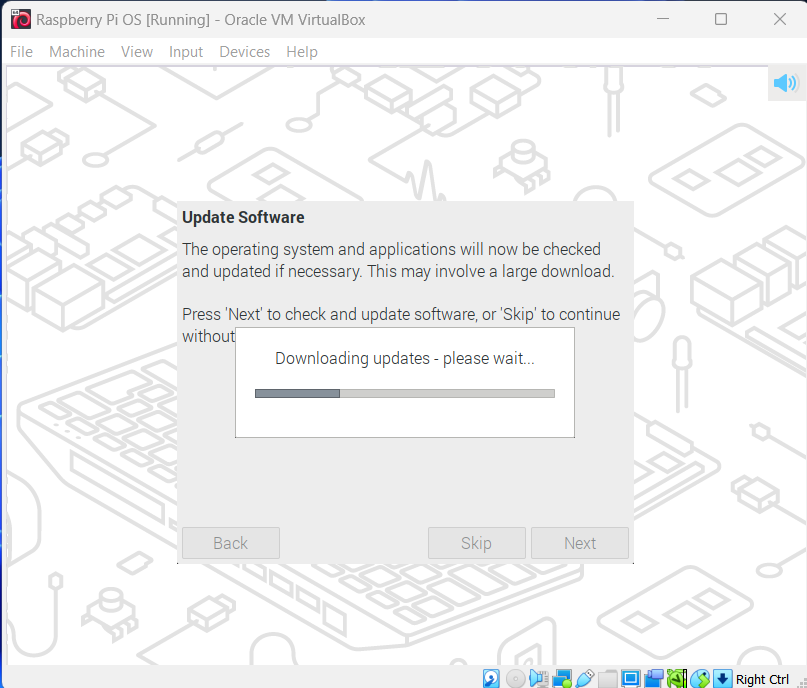 Raspberry Pi OS [Running] - Oracle VM VirtualBox
File Machine View Input Devices Help
Update Software
The operating system and applications will now be checked
and updated if necessary. This may involve a large download.
Press 'Next' to check and update software, or 'Skip' to continue
without
Downloading updates - please wait...
Back Skip Next
Right Ctrl